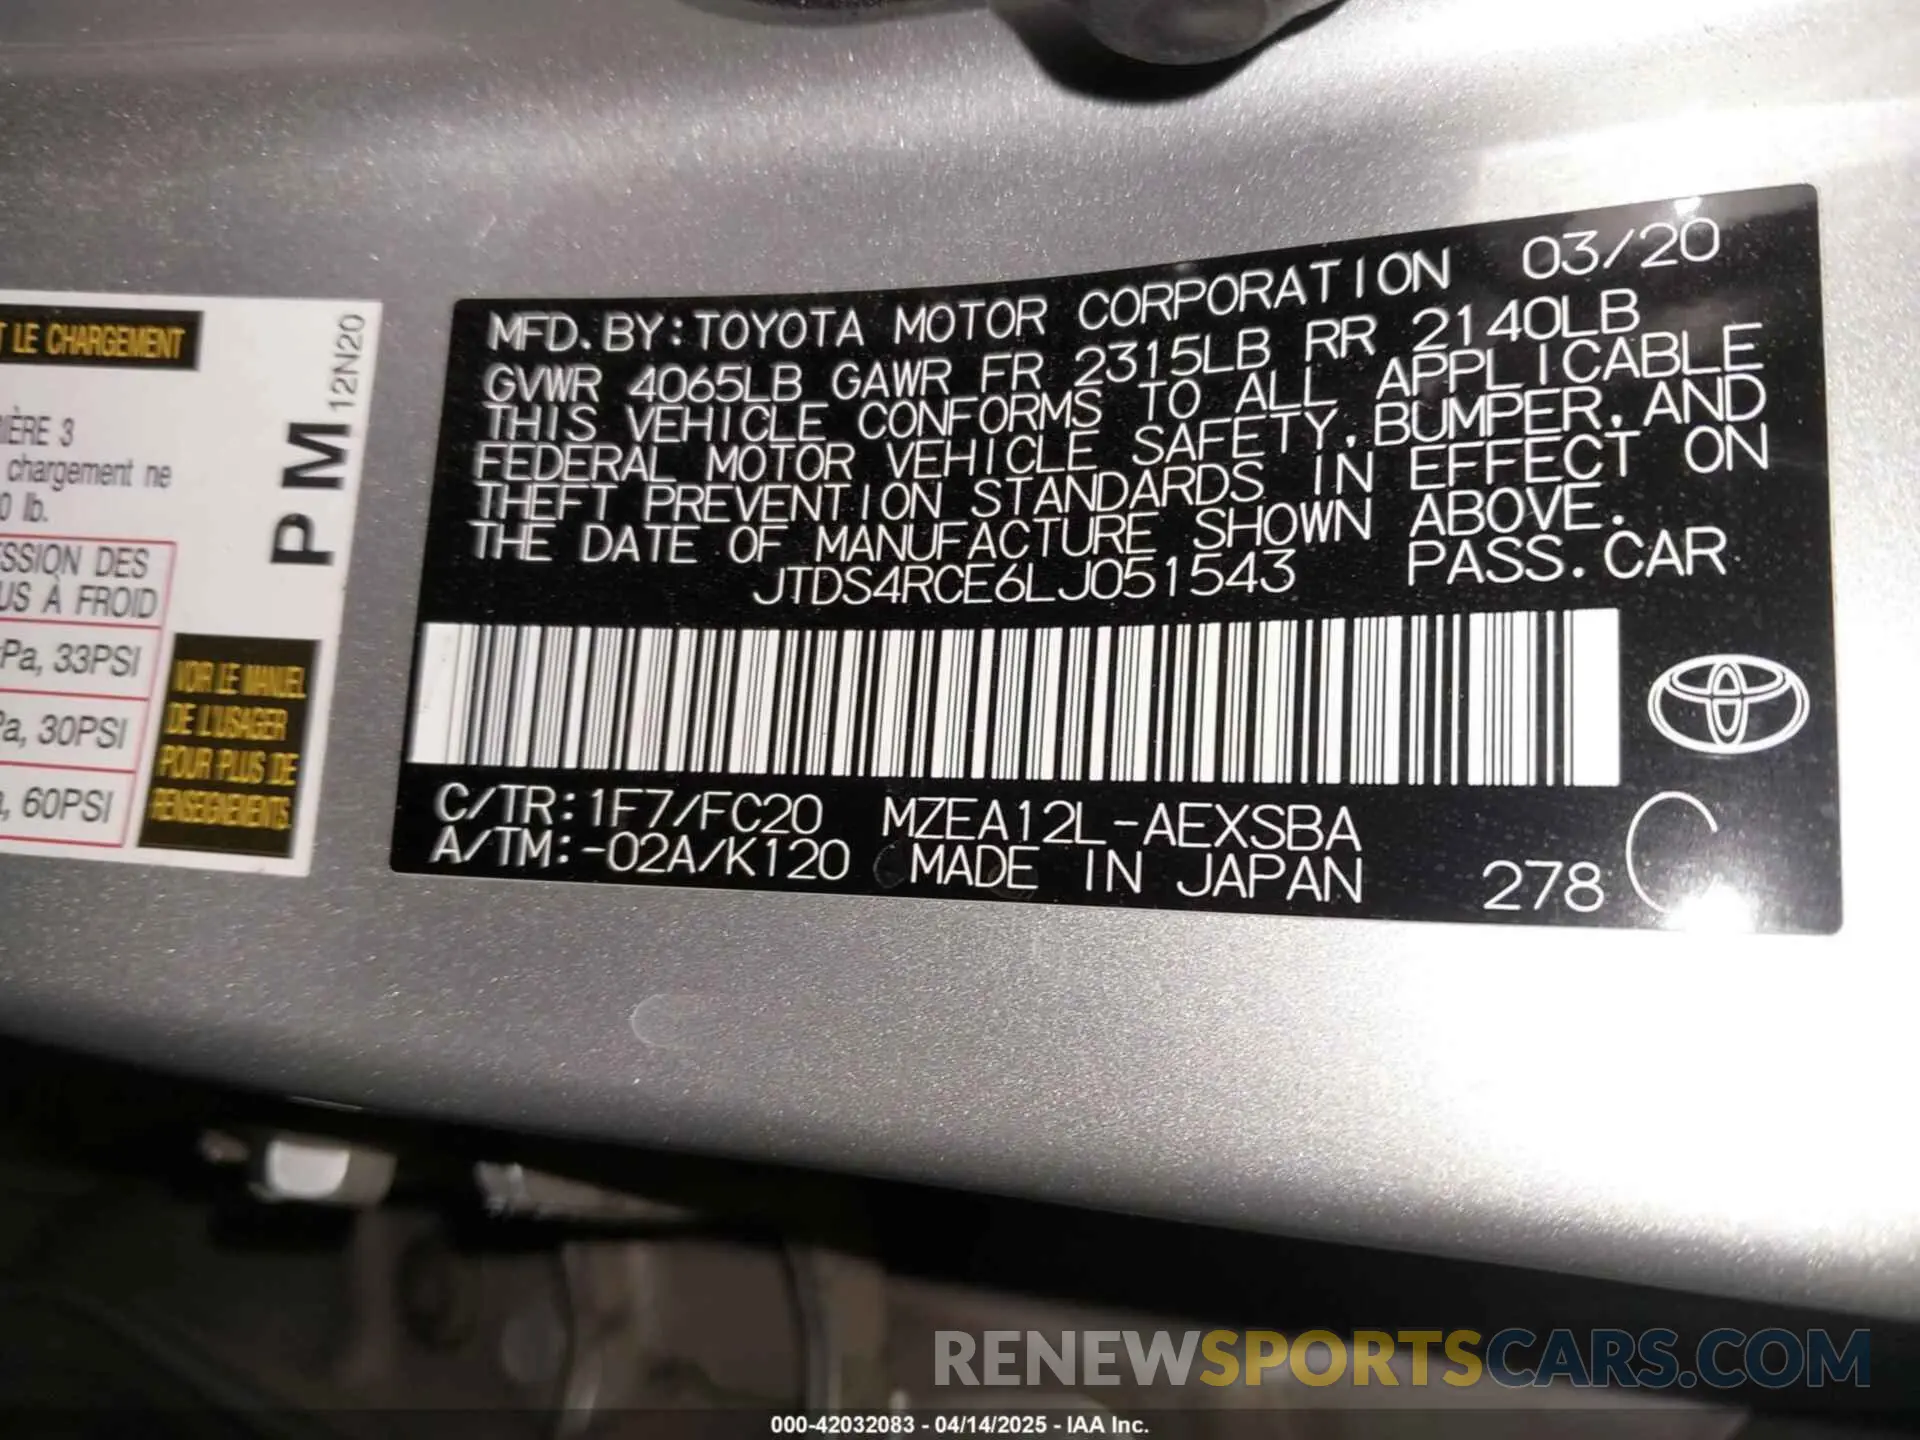 T LE CHARGEMENT
IÈRE 3
chargement ne
0 lb.
ESSION DES
US À FROID
Pa, 33PSI
Pa, 30PSI
, 60PSI
PM 12N20
VOIR LE MANUEL
DE L'USAGER
POUR PLUS DE
RENSEIGNEMENTS.
MFD. BY: TOYOTA MOTOR CORPORATION 03/20
GVWR 4065LB GAWR FR 2315LB RR 2140LB
THIS VEHICLE CONFORMS TO ALL APPLICABLE
FEDERAL MOTOR VEHICLE SAFETY, BUMPER, AND
THEFT PREVENTION STANDARDS IN EFFECT ON
THE DATE OF MANUFACTURE SHOWN ABOVE.
JTDS4RCE6LJ051543 PASS. CAR
C/TR: 1F7/FC20 MZEA12L-AEXSBA
A/TM: -02A/K120 MADE IN JAPAN 278 C
RENEWSPORTSCARS.COM
000-42032083 - 04/14/2025 - IAA Inc.